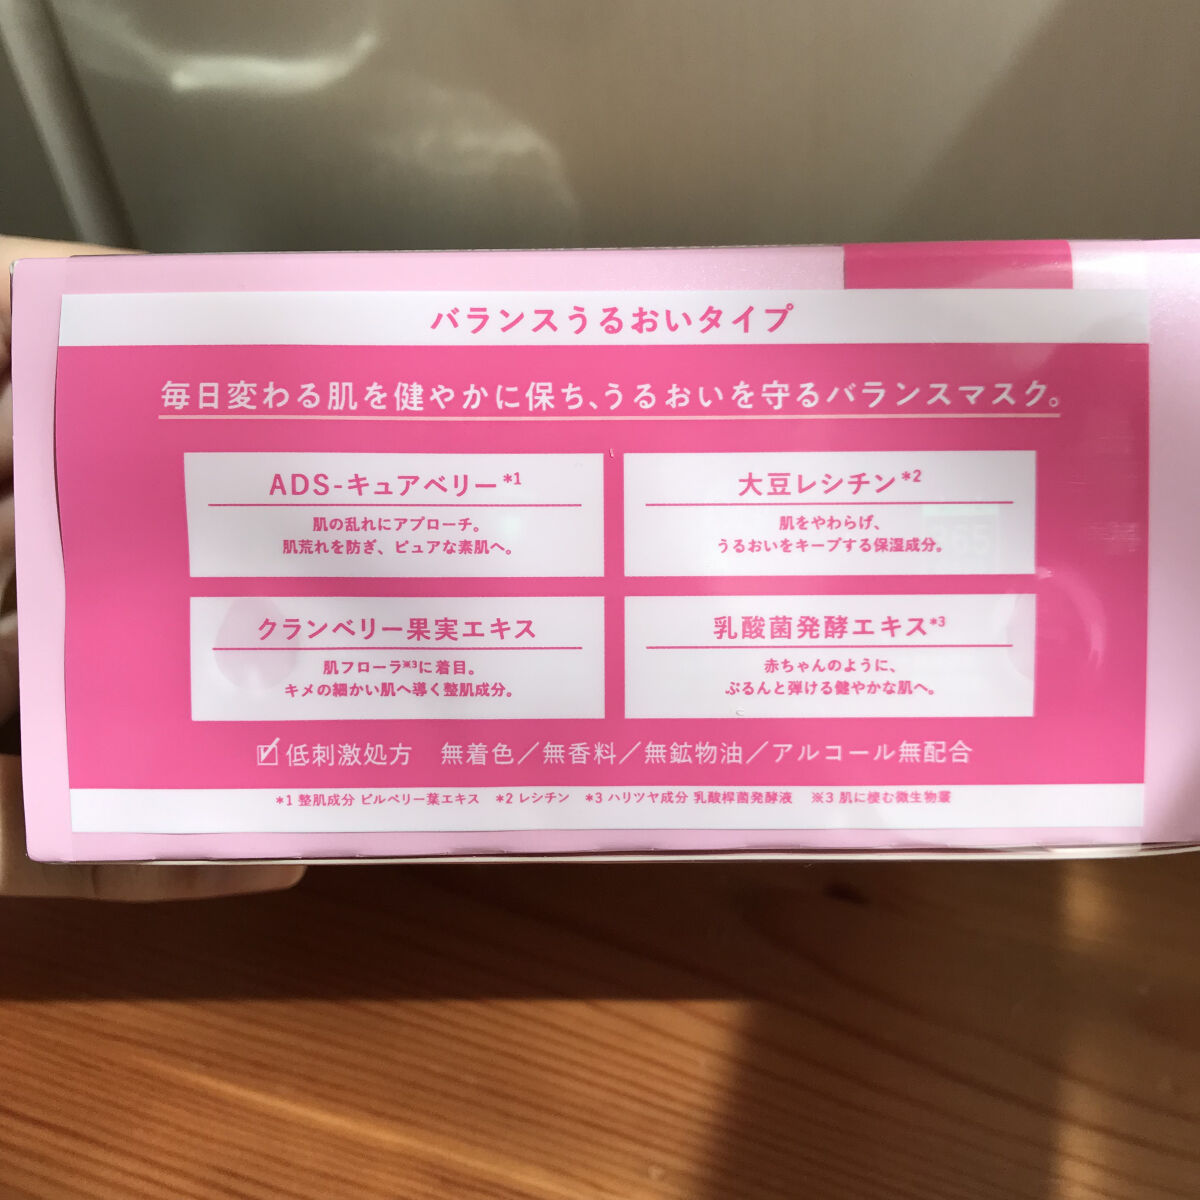 バランスうるおいタイプ
毎日変わる肌を健やかに保ち、うるおいを守るバランスマスク。
ADS-キュアベリー*1
肌の乱れにアプローチ。
肌荒れを防ぎ、ピュアな素肌へ。
大豆レシチン*2
肌をやわらげ、
うるおいをキープする保湿成分。
クランベリー果実エキス
肌フローラ※3に着目。
キメの細かい肌へ導く整肌成分。
乳酸菌発酵エキス*3
赤ちゃんのように、
ぷるんと弾ける健やかな肌へ。
低刺激処方 無着色／無香料／無鉱物油／アルコール無配合
*1 整肌成分 ビルベリー葉エキス *2 レシチン *3 ハリツヤ成分 乳酸桿菌発酵液 ※3 肌に棲む微生物叢